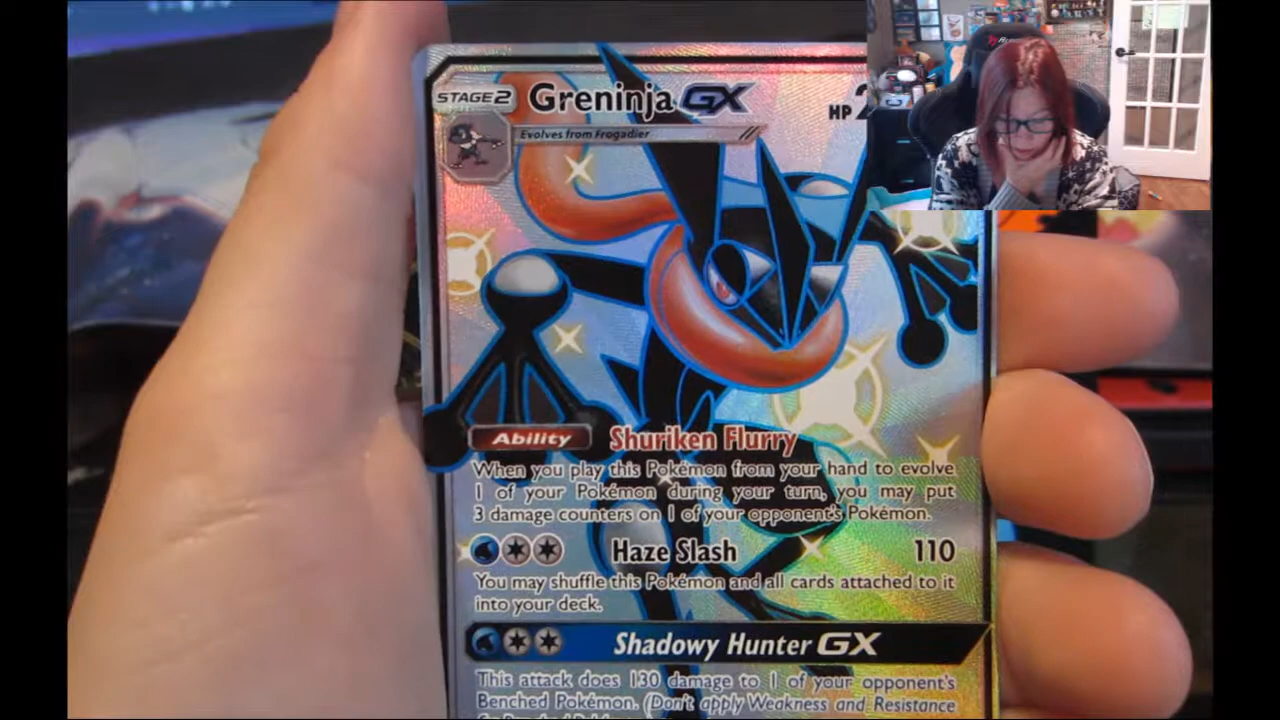 STAGE2 Greninja GX HP
Evolves from Frogadier
Ability Shuriken Flurry
When you play this Pokémon from your hand to evolve
1 of your Pokémon during your turn, you may put
3 damage counters on 1 of your opponent's Pokémon.
Haze Slash 110
You may shuffle this Pokémon and all cards attached to it
into your deck.
Shadowy Hunter GX
This attack does 130 damage to 1 of your opponent's
Benched Pokémon. (Don't apply Weakness and Resistance